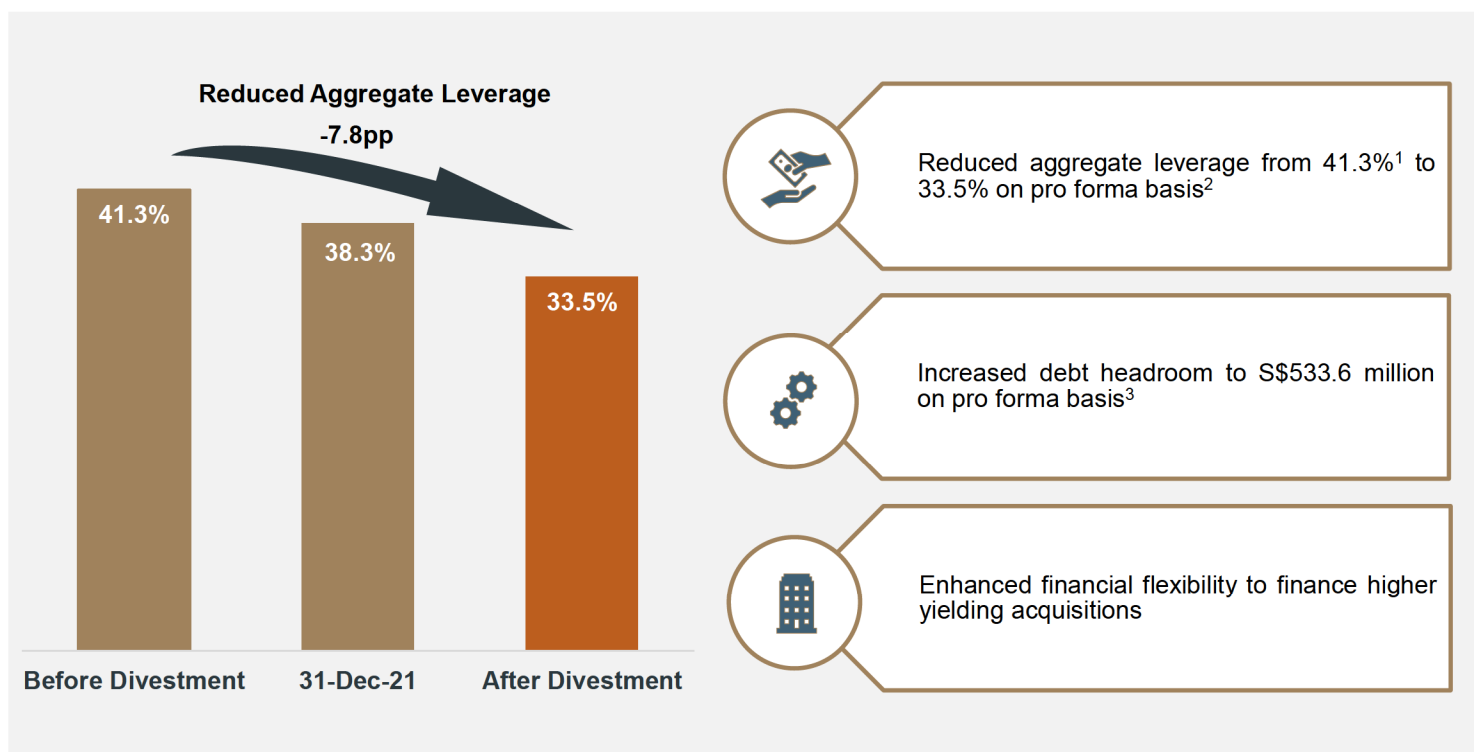 Reduced Aggregate Leverage
-7.8pp
41.3%
38.3%
33.5%
Before Divestment
31-Dec-21
After Divestment
Reduced aggregate leverage from 41.3%¹ to
33.5% on pro forma basis²
Increased debt headroom to S$533.6 million
on pro forma basis³
Enhanced financial flexibility to finance higher
yielding acquisitions